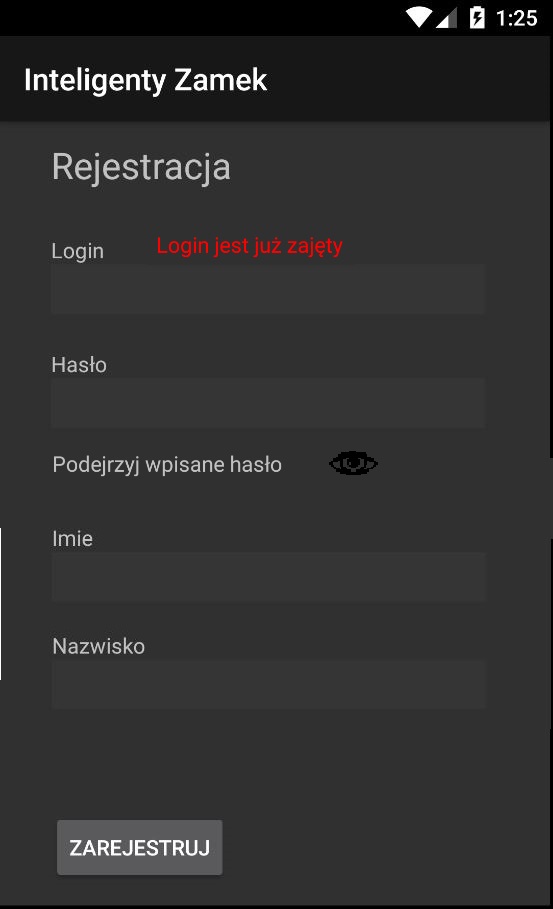 1:25
Inteligenty Zamek
Rejestracja
Login
Login jest już zajęty
Hasło
Podejrzyj wpisane hasło
Imie
Nazwisko
ZAREJESTRUJ